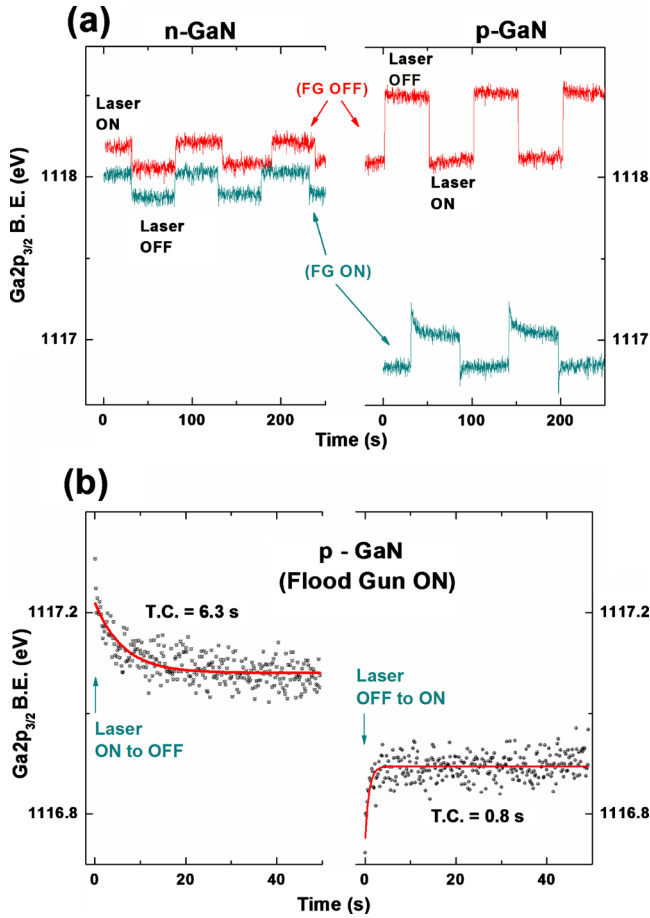 (a)
n-GaN
p-GaN
Laser
ON
(FG OFF)
Laser
OFF
1118
Ga2p3/2 B. E. (eV)
Laser
OFF
Laser
ON
1118
(FG ON)
1117
1117
0
100
200
0
100
200
Time (s)
(b)
p - GaN
(Flood Gun ON)
1117.2
T.C. = 6.3 s
1117.2
Ga2p3/2 B.E. (eV)
Laser
ON to OFF
Laser
OFF to ON
1116.8
T.C. = 0.8 s
1116.8
0
20
40
0
20
40
Time (s)
Time (s)